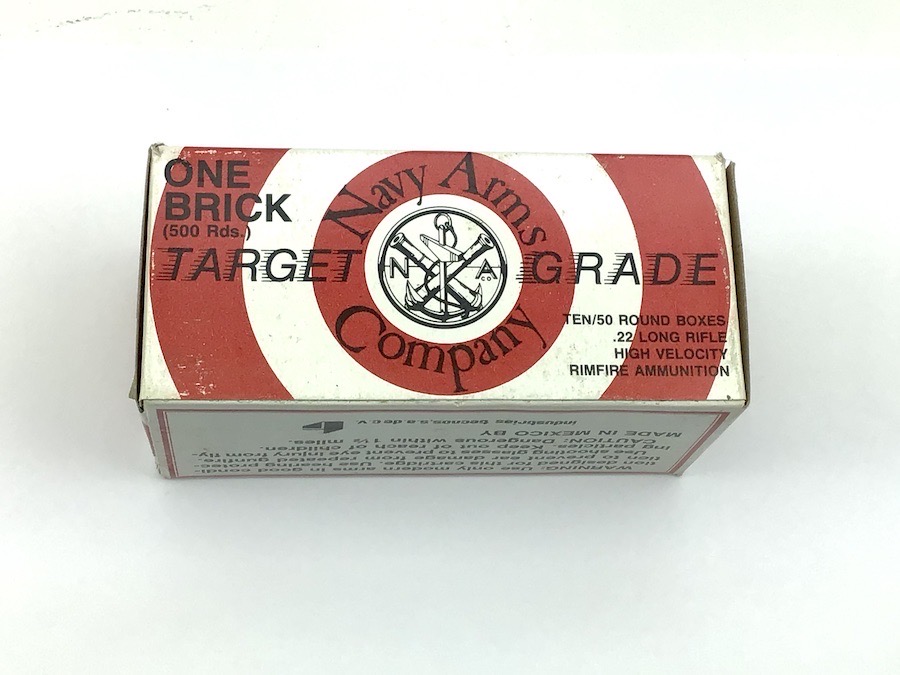 ONE
BRICK
(500 Rds.)
TARGET GRADE
Navy Arms
N A
CO.
Company
TEN/50 ROUND BOXES
.22 LONG RIFLE
HIGH VELOCITY
RIMFIRE AMMUNITION
WARNING: use only modern arms in good condi-
tion designed for this cartridge. Use hearing protec-
tion to prevent ear damage from repeated gunfire.
Use shooting glasses to prevent eye injury from fly-
ing particles. Keep out of reach of children.
CAUTION: Dangerous within 1½ miles.
MADE IN MEXICO BY
industrias tecnos, s.a. de c.v.